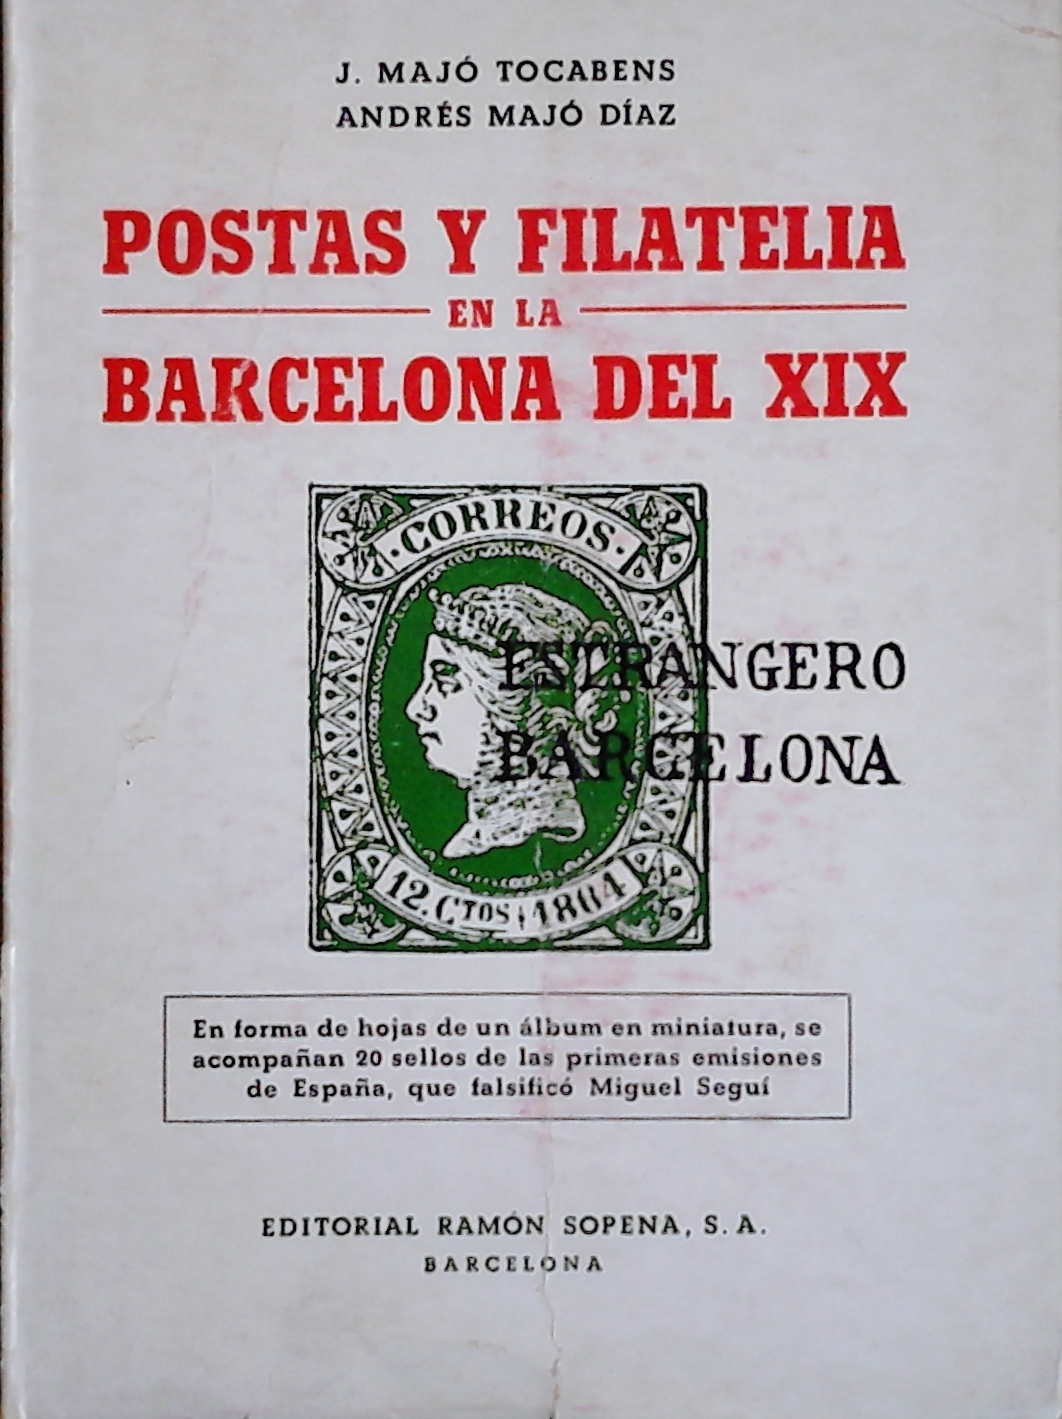 J. MAJÓ TOCABENS
ANDRÉS MAJÓ DÍAZ
POSTAS Y FILATELIA
EN LA
BARCELONA DEL XIX
·CORREOS·
ESTRANGERO
BARCELONA
12.CTOS 1864
En forma de hojas de un álbum en miniatura, se
acompañan 20 sellos de las primeras emisiones
de España, que falsificó Miguel Seguí
EDITORIAL RAMÓN SOPENA, S. A.
BARCELONA